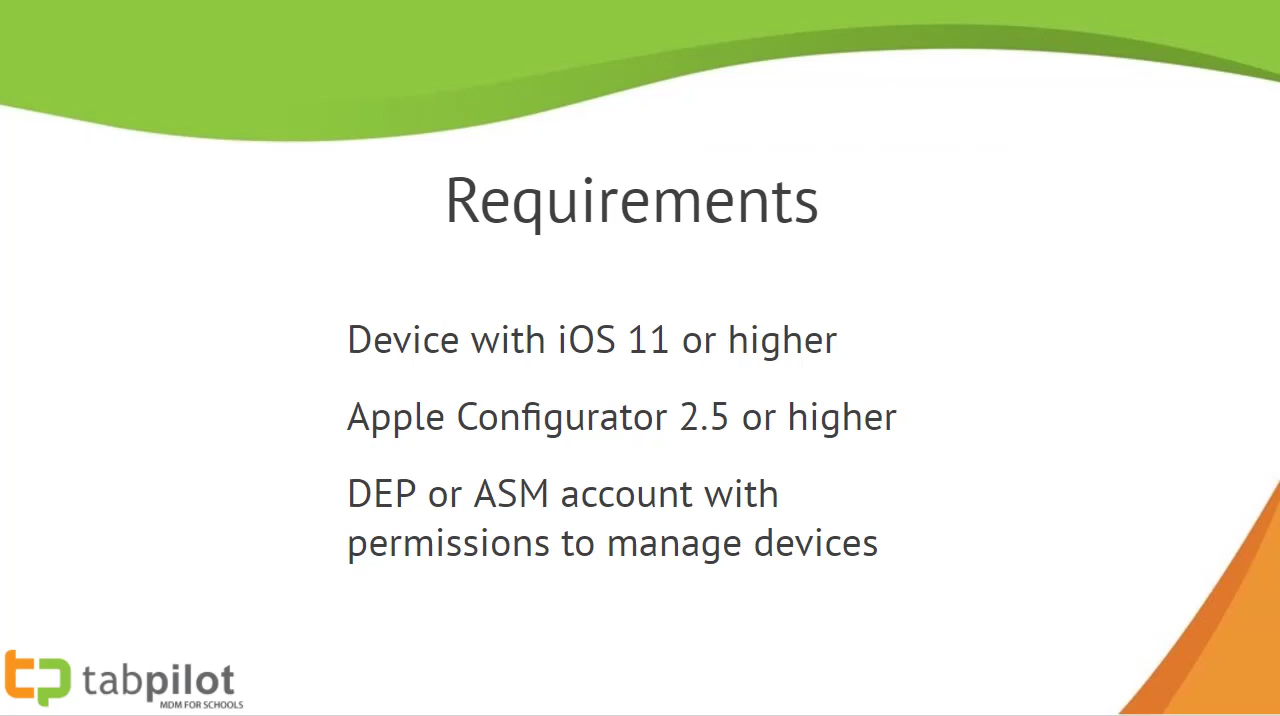 Requirements
Device with iOS 11 or higher
Apple Configurator 2.5 or higher
DEP or ASM account with
permissions to manage devices
tp tabpilot
MDM FOR SCHOOLS